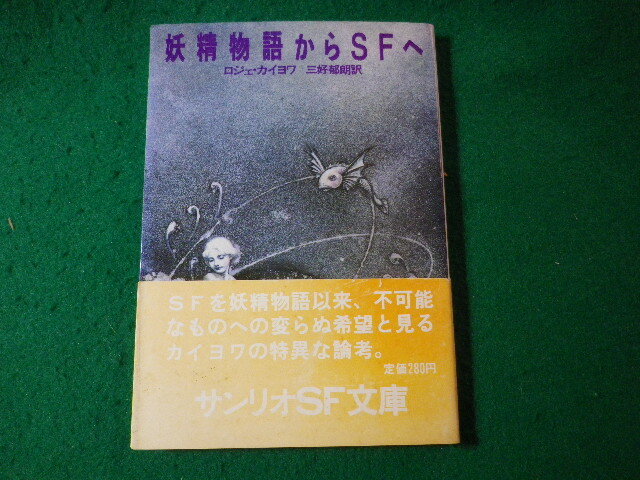 妖精物語からSFへ
ロジェ・カイヨワ 三好郁朗訳
SFを妖精物語以来、不可能
なものへの変らぬ希望と見る
カイヨワの特異な論考。
定価280円
サンリオSF文庫